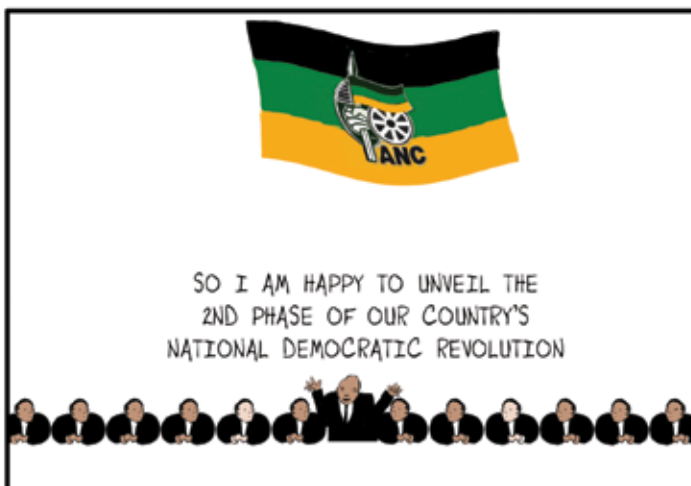 ANC
SO I AM HAPPY TO UNVEIL THE
2ND PHASE OF OUR COUNTRY'S
NATIONAL DEMOCRATIC REVOLUTION